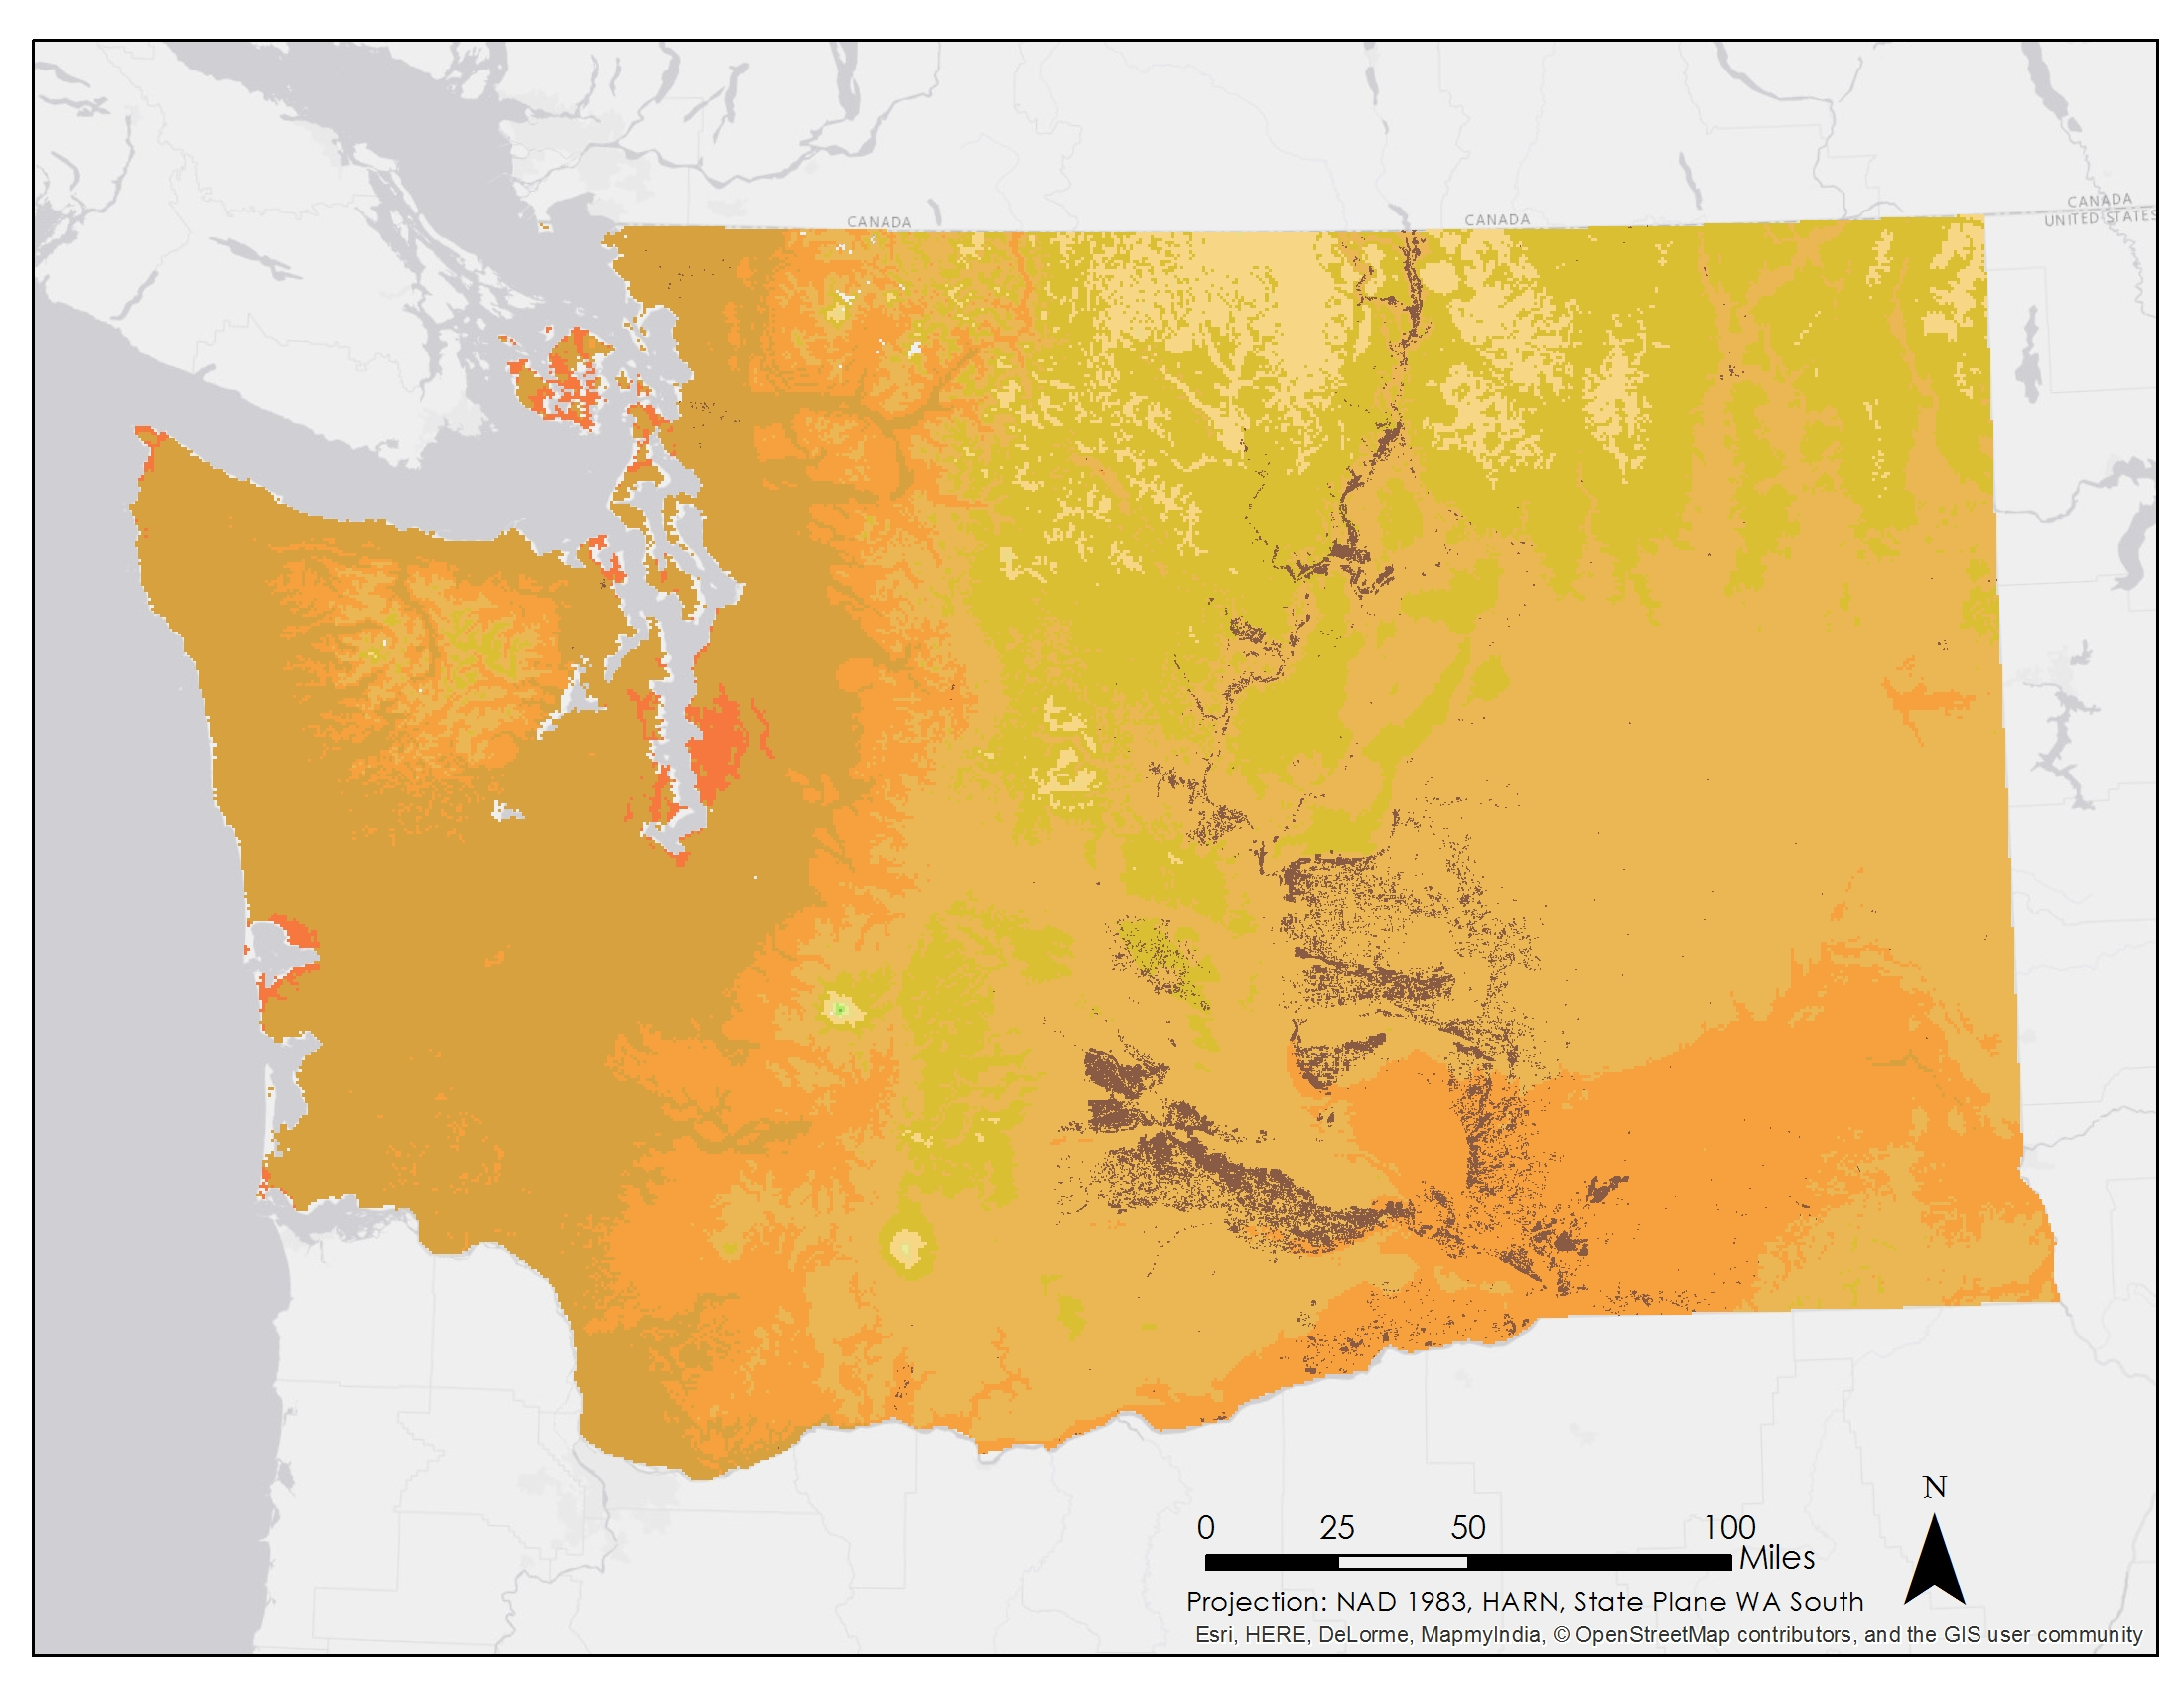 CANADA
CANADA
CANADA
UNITED STATES
N
0 25 50 100
Miles
Projection: NAD 1983, HARN, State Plane WA South
Esri, HERE, DeLorme, MapmyIndia, © OpenStreetMap contributors, and the GIS user community